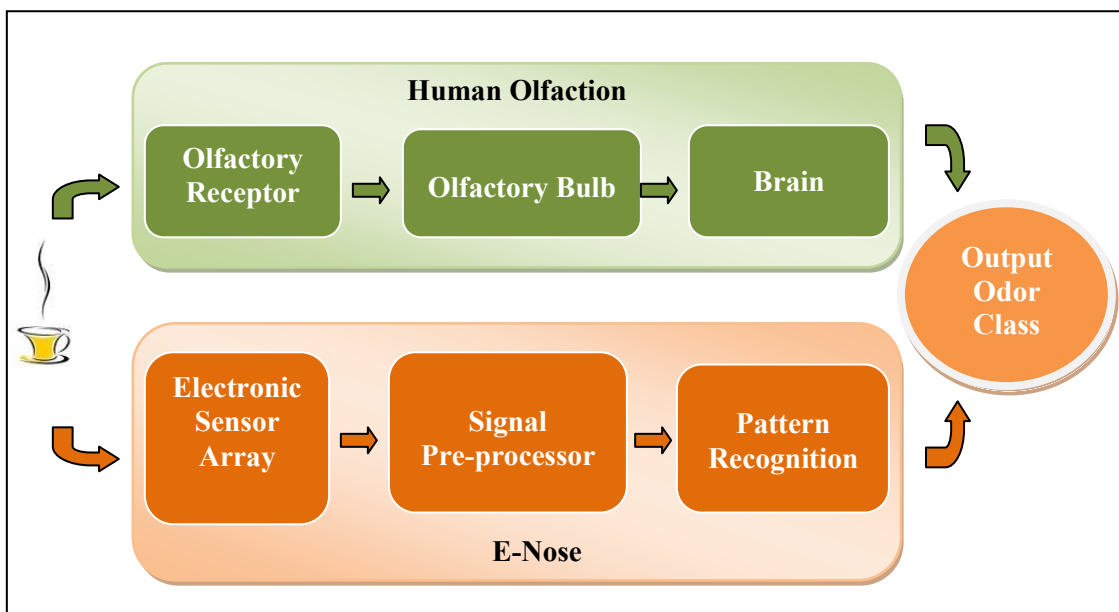 Human Olfaction
Olfactory
Receptor
Olfactory Bulb
Brain
Output
Odor
Class
Electronic
Sensor
Array
Signal
Pre-processor
Pattern
Recognition
E-Nose